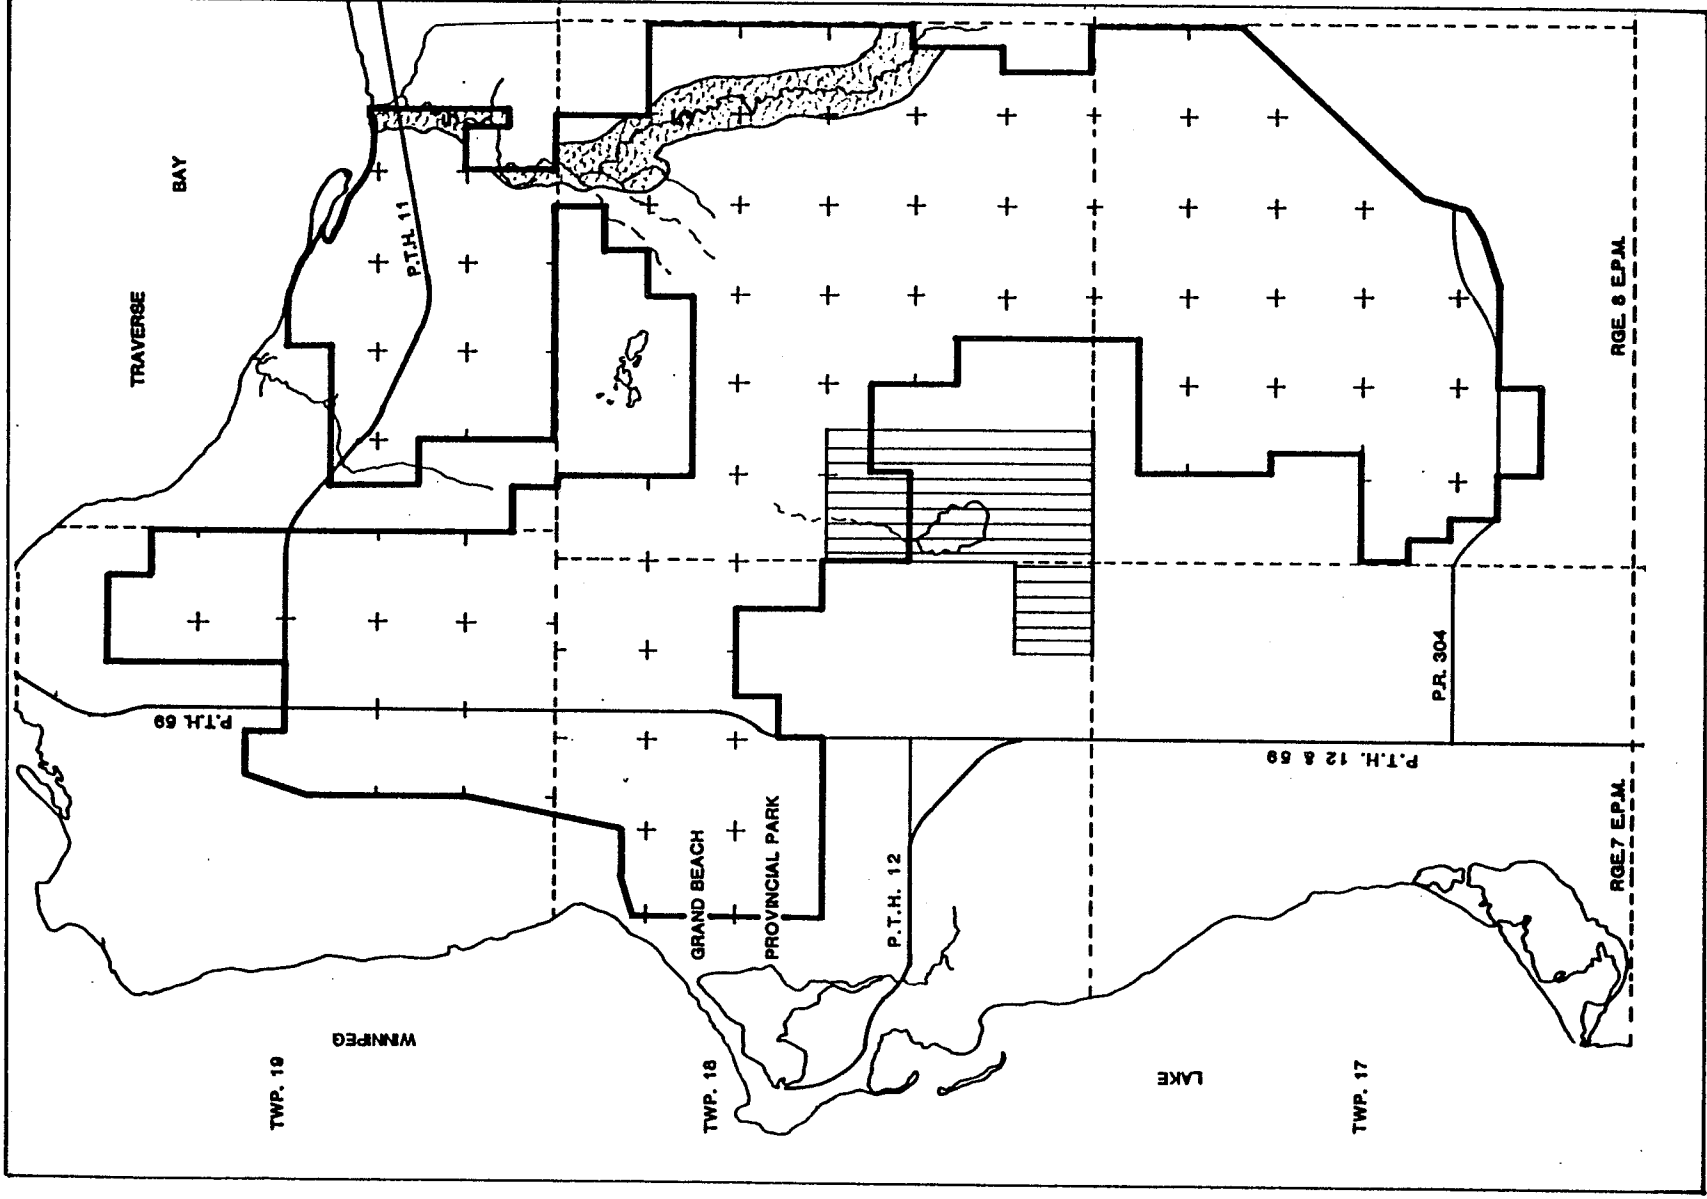 BAY
TRAVERSE
P.T.H. 11
P.T.H. 59
GRAND BEACH
PROVINCIAL PARK
P.T.H. 12
P.T.H. 12 & 59
P.R. 304
RGE. 8 E.P.M.
RGE.7 E.P.M.
WINNIPEG
LAKE
TWP. 19
TWP. 18
TWP. 17